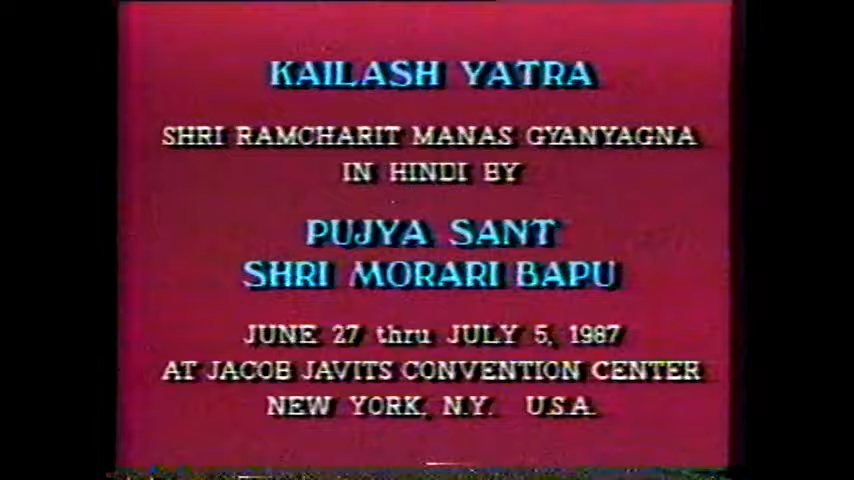 KAILASH YATRA
SHRI RAMCHARIT MANAS GYANYAGNA
IN HINDI BY
PUJYA SANT
SHRI MORARI BAPU
JUNE 27 thru JULY 5, 1987
AT JACOB JAVITS CONVENTION CENTER
NEW YORK, N.Y. U.S.A.